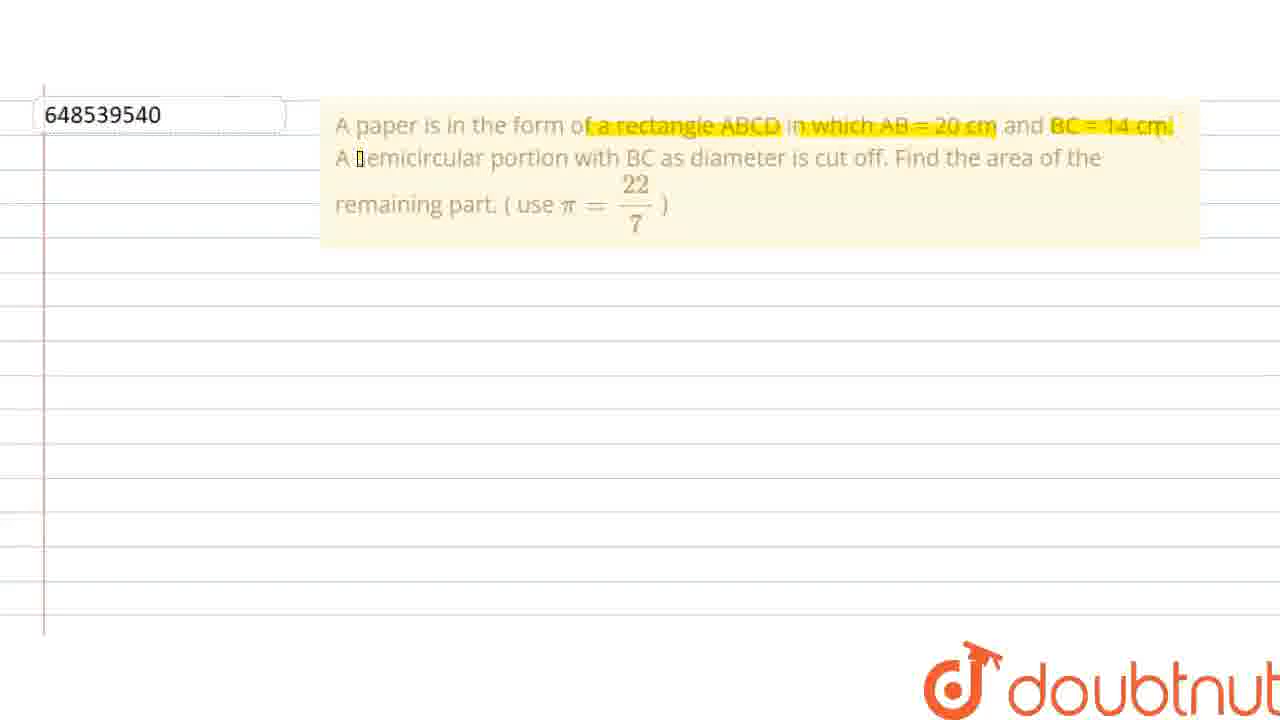 648539540
A paper is in the form of a rectangle ABCD in which AB = 20 cm and BC = 14 cm.
A semicircular portion with BC as diameter is cut off. Find the area of the
remaining part. ( use π = 22/7 )
doubtnut